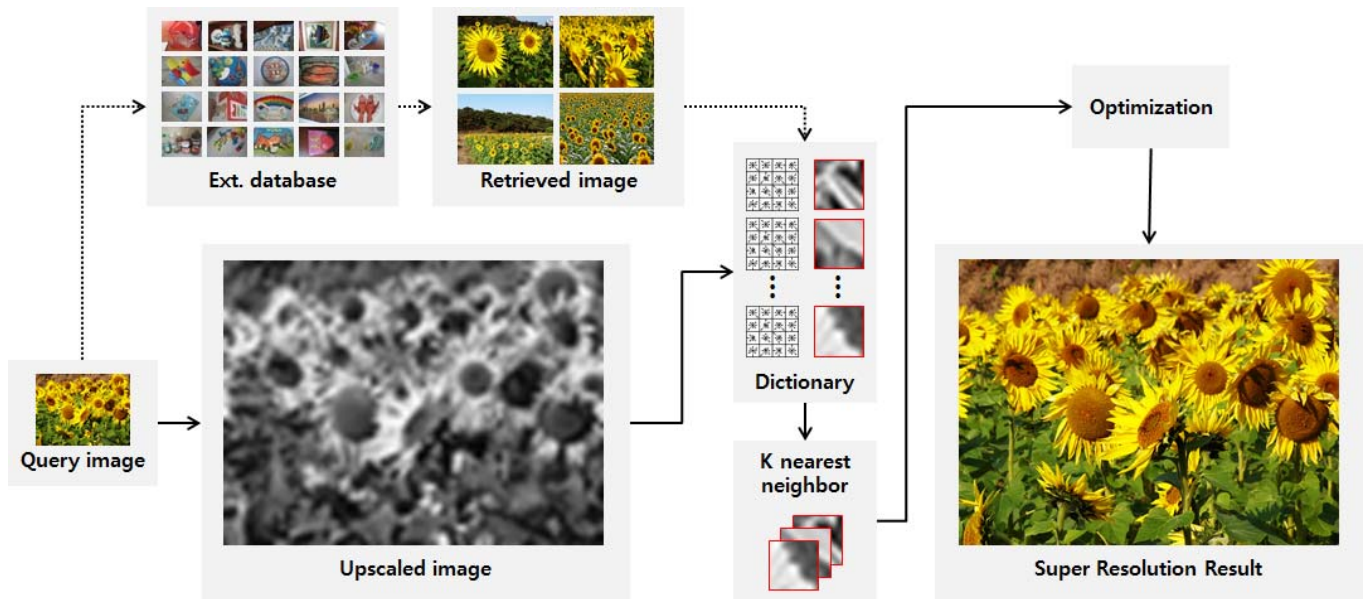 Ext. database
Retrieved image
Optimization
Query image
Upscaled image
Dictionary
K nearest
neighbor
Super Resolution Result